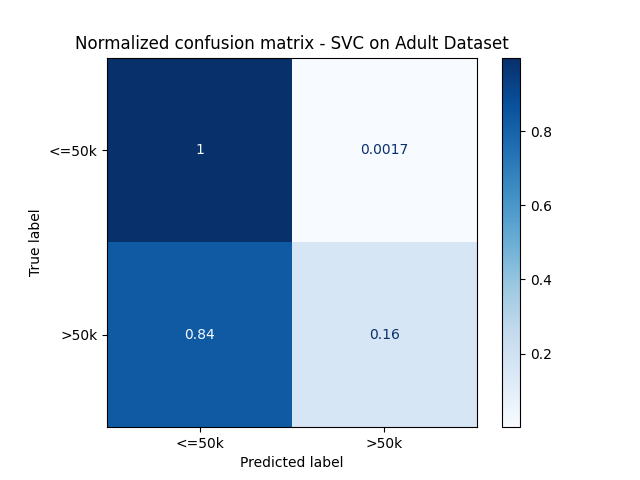 Normalized confusion matrix - SVC on Adult Dataset
<=50k
1
0.0017
>50k
0.84
0.16
True label
<=50k
>50k
Predicted label
0.8
0.6
0.4
0.2